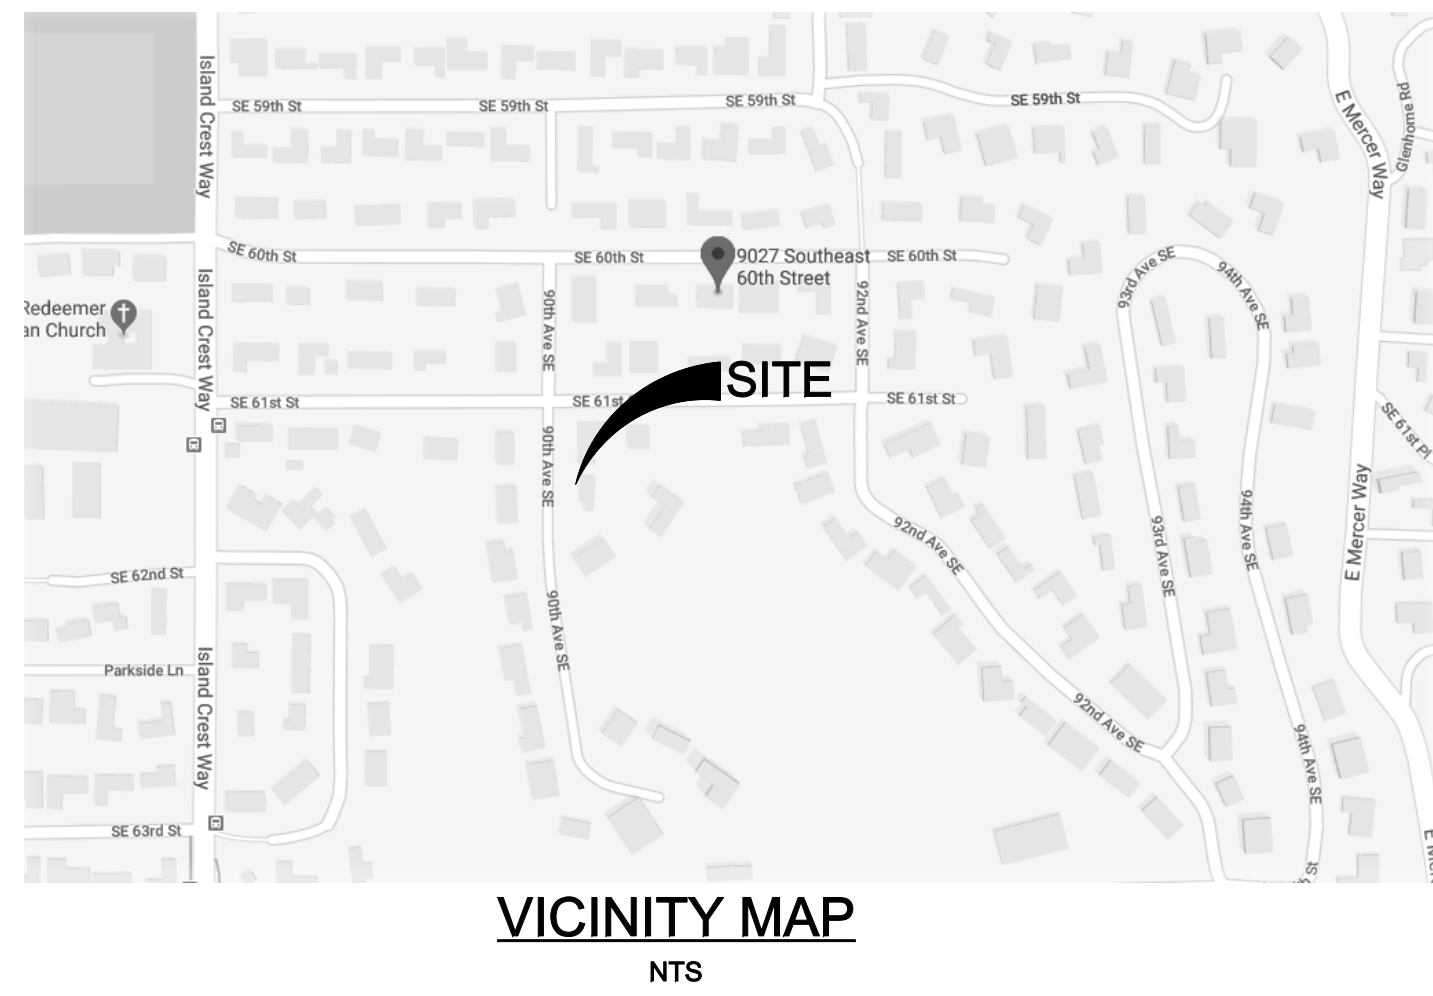 Island Crest Way
SE 59th St
SE 59th St
SE 59th St
SE 59th St
E Mercer Way
Glenhome Rd
SE 60th St
SE 60th St
9027 Southeast
60th Street
SE 60th St
93rd Ave SE
94th Ave SE
Redeemer
an Church
Island Crest Way
90th Ave SE
92nd Ave SE
SITE
SE 61st St
SE 61st
SE 61st St
SE 61st Pl
90th Ave SE
E Mercer Way
92nd Ave SE
93rd Ave SE
94th Ave SE
SE 62nd St
90th Ave SE
Parkside Ln
Island Crest Way
92nd Ave SE
94th Ave SE
SE 63rd St
VICINITY MAP
NTS